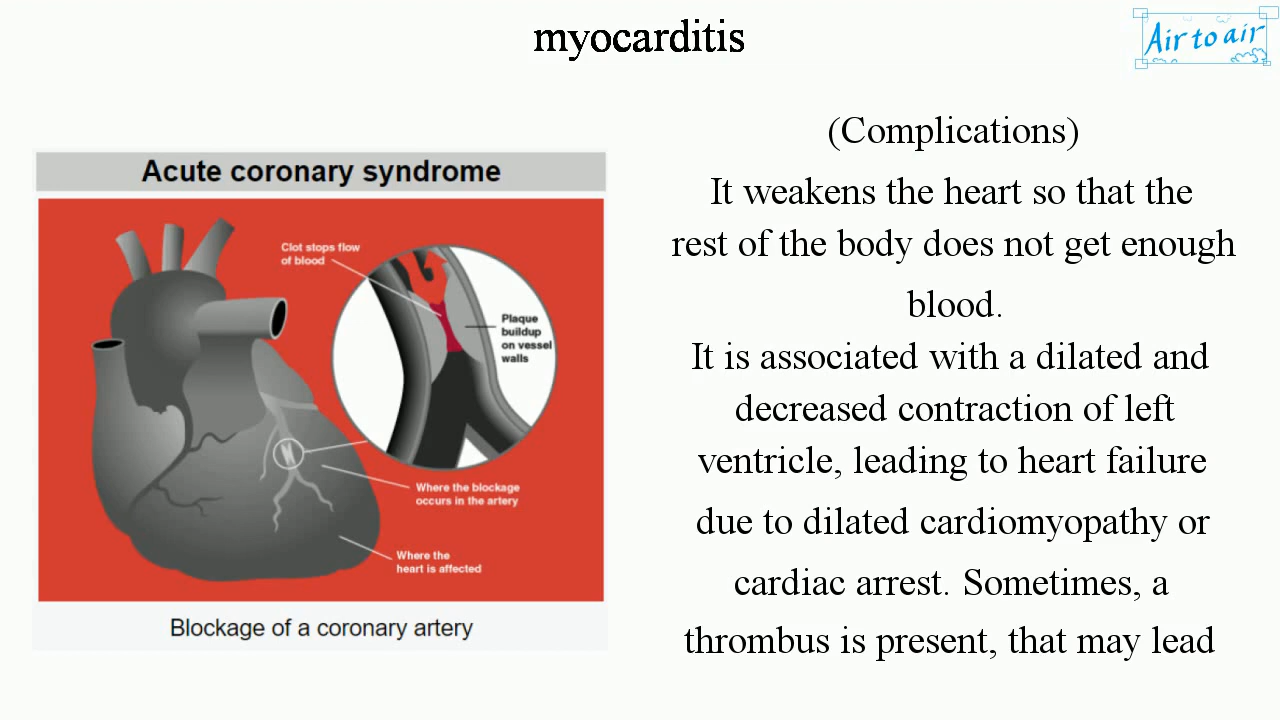 myocarditis
Air to air
Acute coronary syndrome
Clot stops flow
of blood
Plaque
buildup
on vessel
walls
Where the blockage
occurs in the artery
Where the
heart is affected
Blockage of a coronary artery
(Complications)
It weakens the heart so that the
rest of the body does not get enough
blood.
It is associated with a dilated and
decreased contraction of left
ventricle, leading to heart failure
due to dilated cardiomyopathy or
cardiac arrest. Sometimes, a
thrombus is present, that may lead